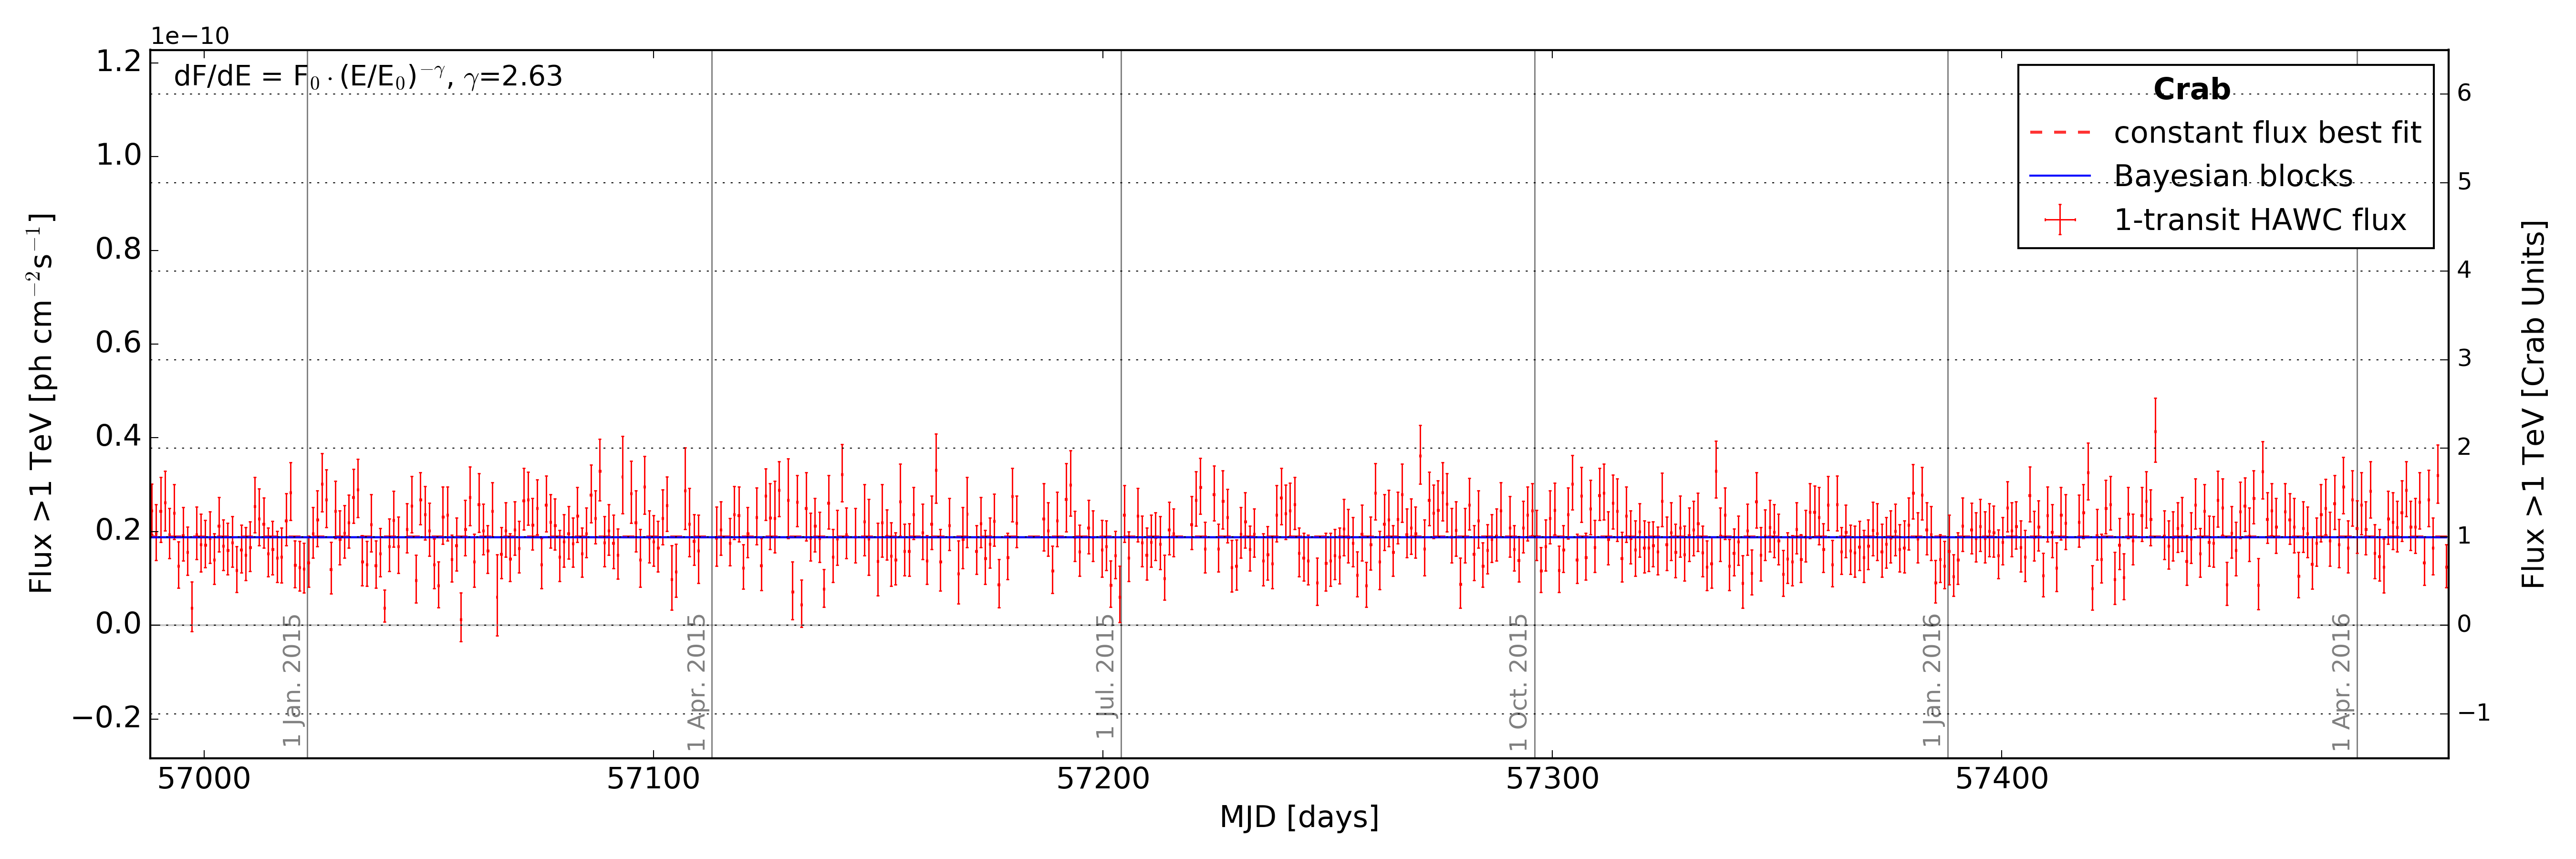 1e−10
dF/dE = F₀·(E/E₀)^−γ, γ=2.63
Crab
constant flux best fit
Bayesian blocks
1-transit HAWC flux
Flux >1 TeV [ph cm⁻²s⁻¹]
1.2
1.0
0.8
0.6
0.4
0.2
0.0
−0.2
6
5
4
3
2
1
0
−1
Flux >1 TeV [Crab Units]
1 Jan. 2015
1 Apr. 2015
1 Jul. 2015
1 Oct. 2015
1 Jan. 2016
1 Apr. 2016
57000
57100
57200
57300
57400
MJD [days]